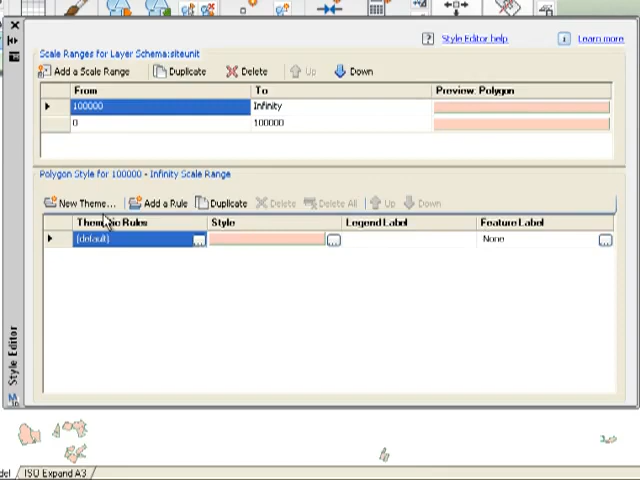 Style Editor help
Learn more
Scale Ranges for Layer Schema:siteunit
Add a Scale Range
Duplicate
Delete
Up
Down
From To Preview: Polygon
100000 Infinity
0 100000
Polygon Style for 100000 - Infinity Scale Range
New Theme...
Add a Rule
Duplicate
Delete
Delete All
Up
Down
Thematic Rules Style Legend Label Feature Label
(default) ... ... None ...
Style Editor
ISO Expand A3